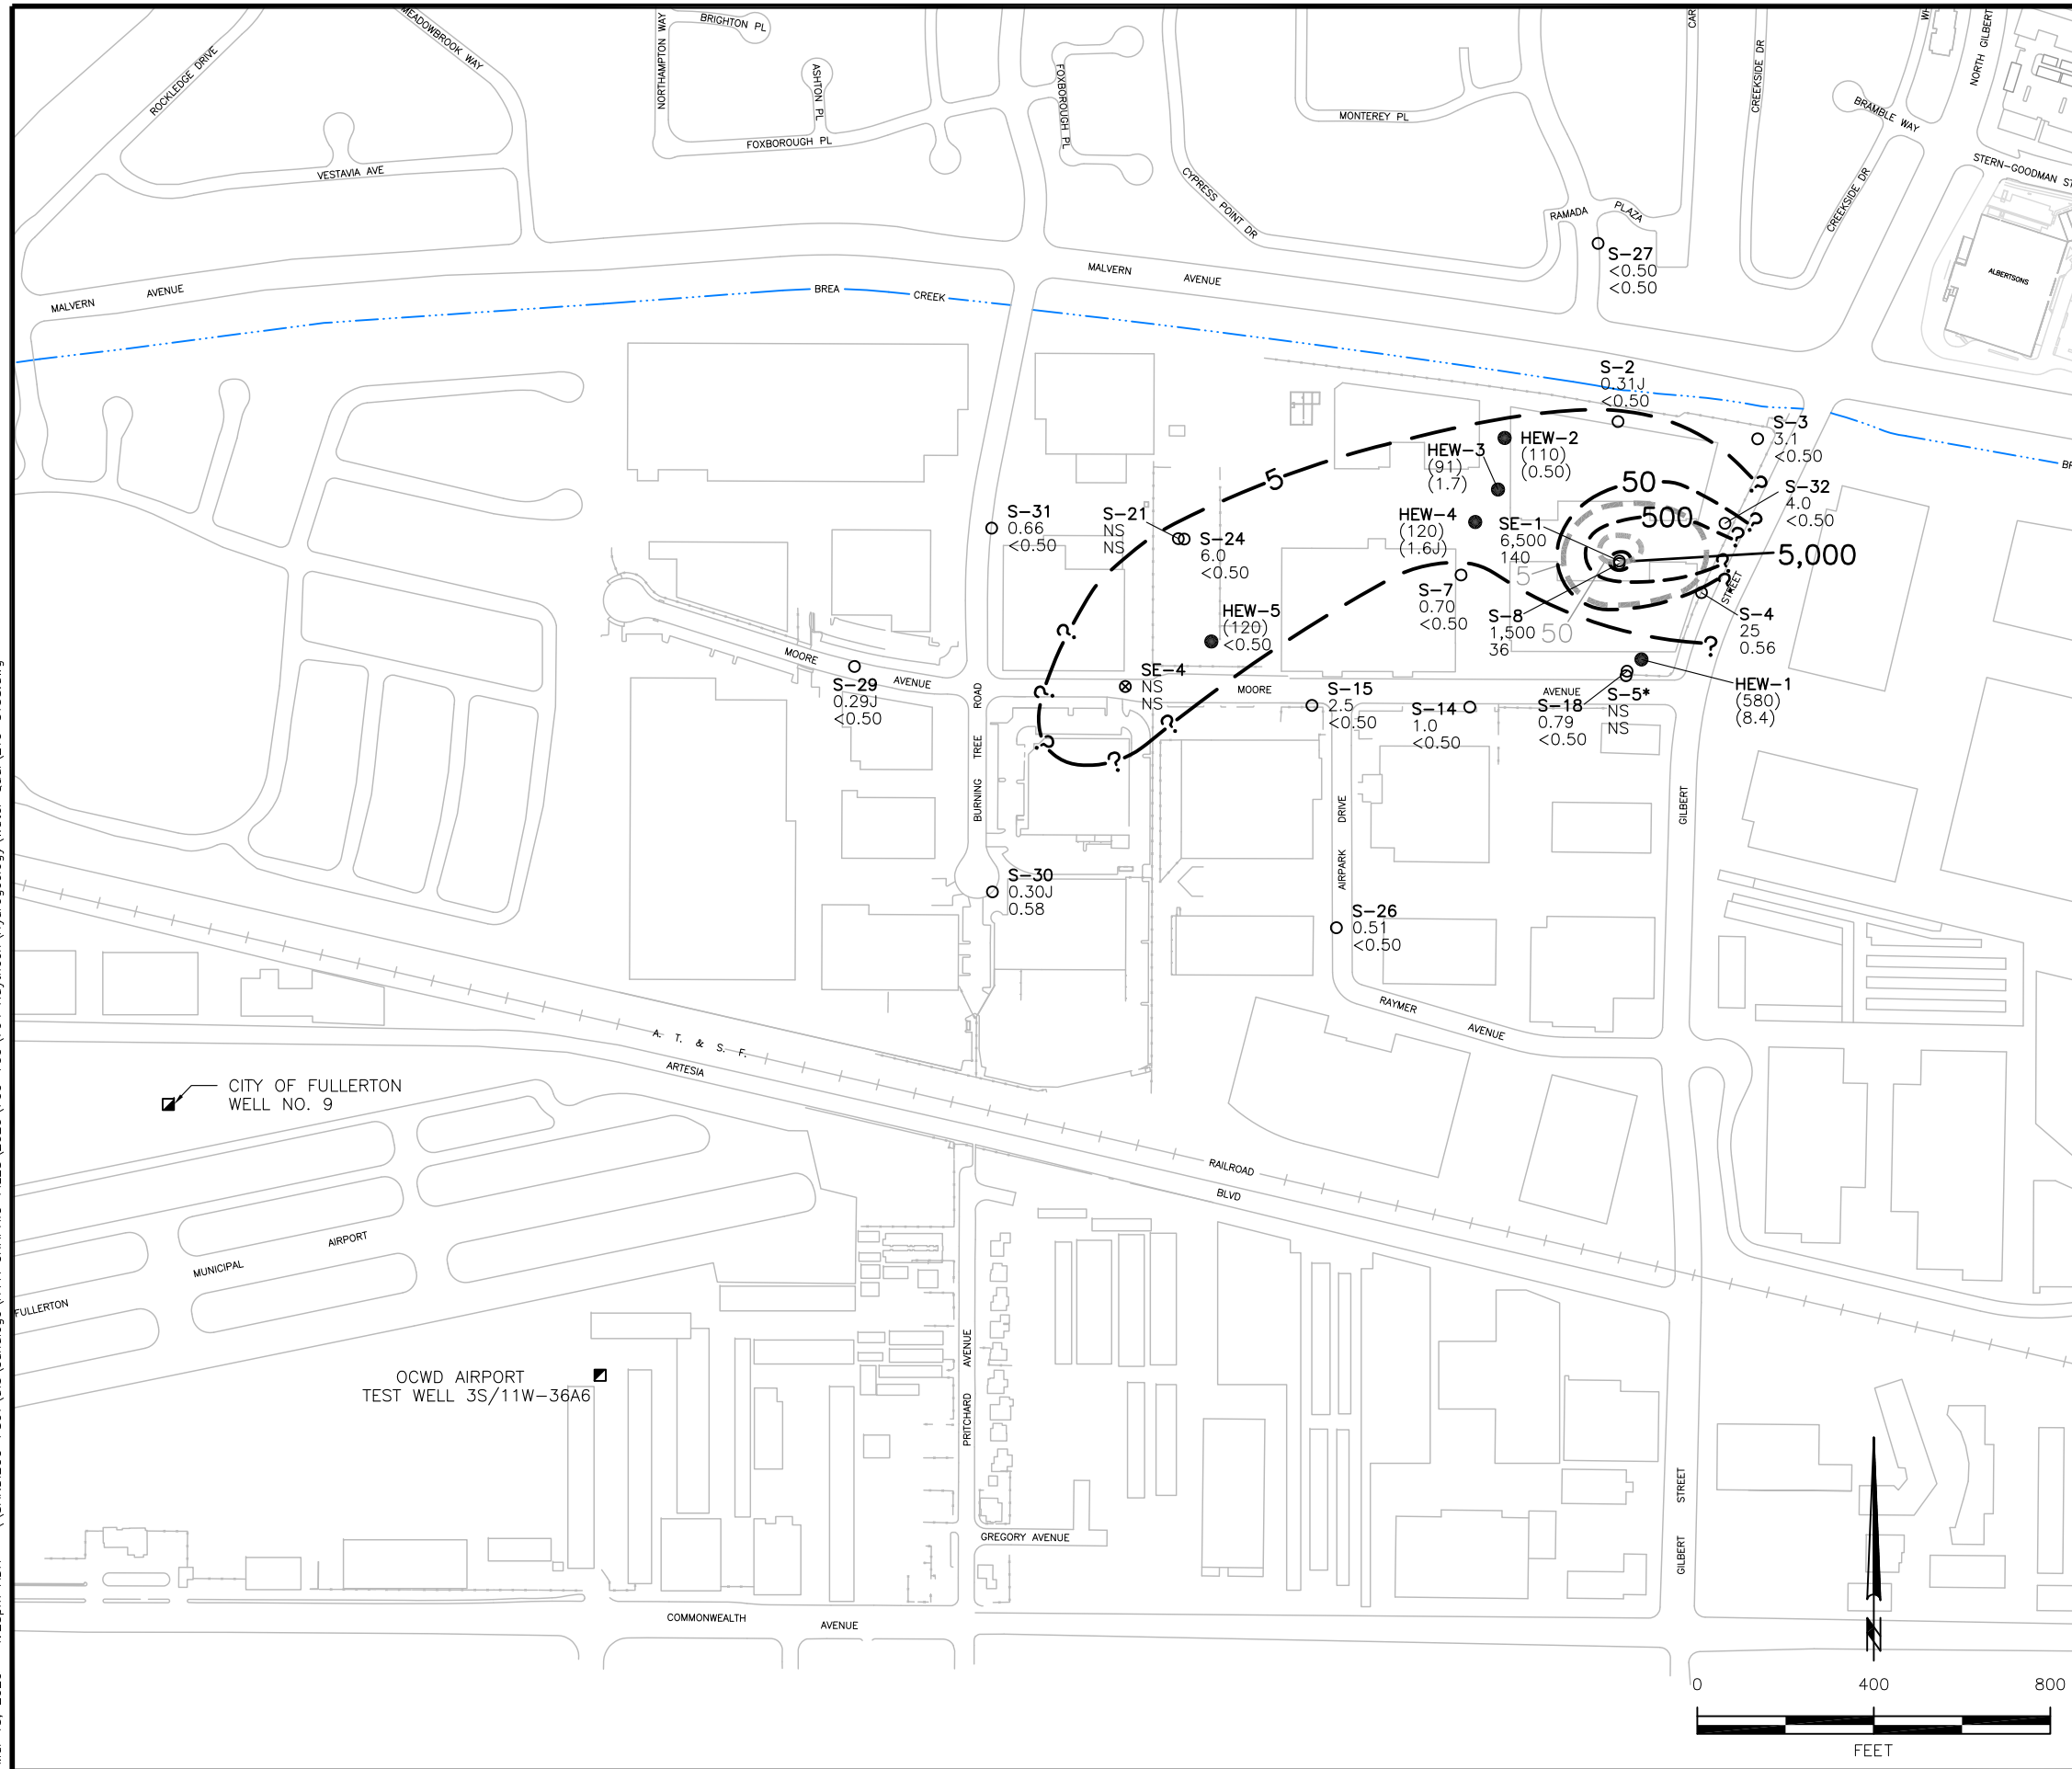 MEADOWBROOK WAY
ROCKLEDGE DRIVE
VESTAVIA AVE
NORTHAMPTON WAY
BRIGHTON PL
ASHTON PL
FOXBOROUGH PL
FOXBOROUGH PL
CYPRESS POINT DR
MONTEREY PL
CAR
CREEKSIDE DR
BRAMBLE WAY
CREEKSIDE DR
NORTH GILBERT
STERN-GOODMAN ST
ALBERTSONS
RAMADA PLAZA
S-27
<0.50
<0.50
MALVERN AVENUE
MALVERN AVENUE
BREA CREEK
S-2
0.31J
<0.50
S-3
3.1
<0.50
S-32
4.0
<0.50
HEW-2
(110)
(0.50)
HEW-3
(91)
(1.7)
HEW-4
(120)
(1.6J)
SE-1
6,500
140
5
50
500
5,000
5
50
S-31
0.66
<0.50
S-21
NS
NS
S-24
6.0
<0.50
S-7
0.70
<0.50
S-8
1,500
36
STREET
S-4
25
0.56
HEW-5
(120)
<0.50
SE-4
NS
NS
MOORE AVENUE
S-29
0.29J
<0.50
MOORE AVENUE
S-15
2.5
<0.50
S-14
1.0
<0.50
S-18
0.79
<0.50
S-5*
NS
NS
HEW-1
(580)
(8.4)
BURNING TREE ROAD
AIRPARK DRIVE
GILBERT
S-30
0.30J
0.58
S-26
0.51
<0.50
RAYMER AVENUE
A. T. & S. F.
RAILROAD
ARTESIA
BLVD
CITY OF FULLERTON
WELL NO. 9
FULLERTON
MUNICIPAL
AIRPORT
OCWD AIRPORT
TEST WELL 3S/11W-36A6
PRITCHARD AVENUE
GREGORY AVENUE
COMMONWEALTH AVENUE
GILBERT STREET
N
0 400 800
FEET